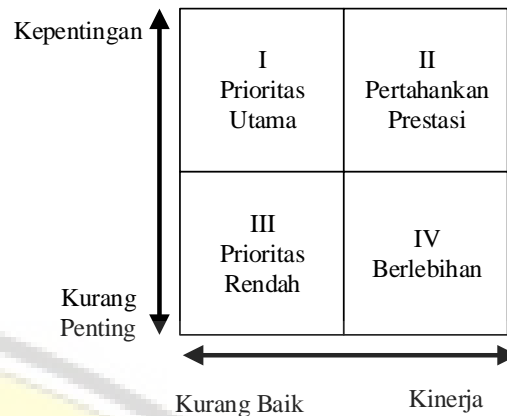 Kepentingan
I
Prioritas
Utama
II
Pertahankan
Prestasi
III
Prioritas
Rendah
IV
Berlebihan
Kurang
Penting
Kurang Baik
Kinerja